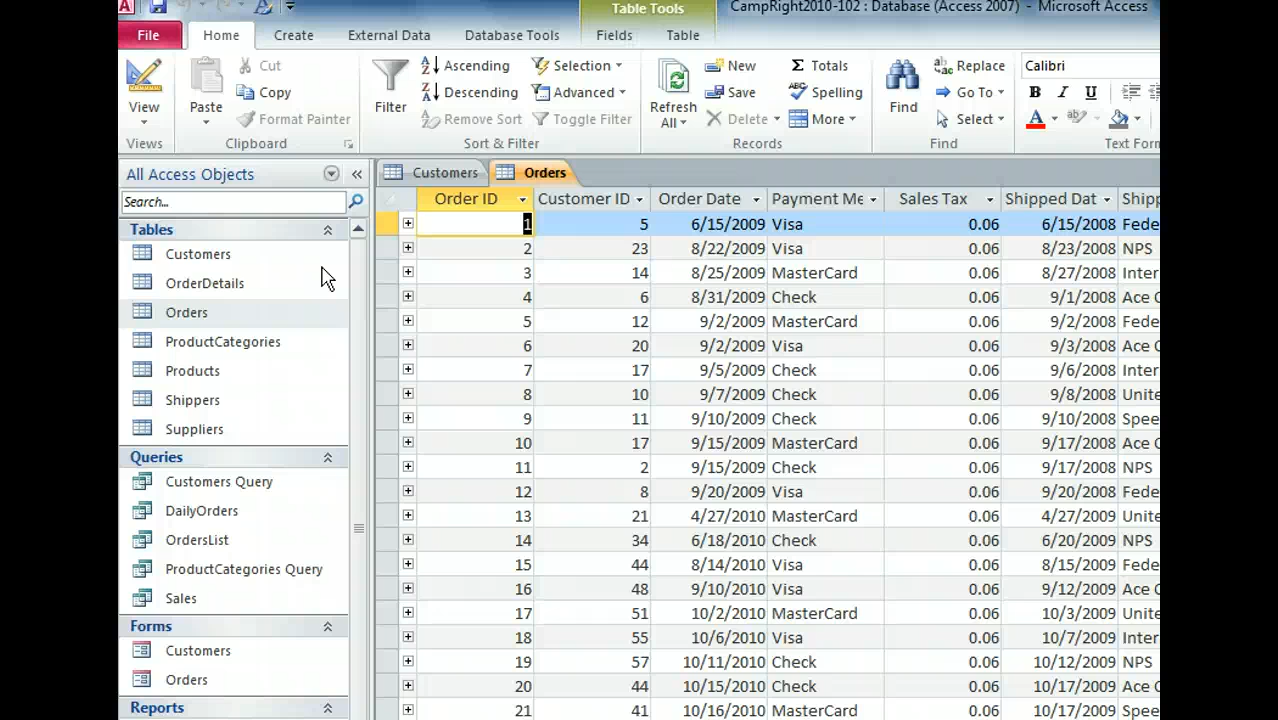 A
CampRight2010-102 : Database (Access 2007) - Microsoft Access
Table Tools
File Home Create External Data Database Tools Fields Table
View
Views
Paste
Cut
Copy
Format Painter
Clipboard
Filter
Ascending
Descending
Remove Sort
Selection
Advanced
Toggle Filter
Sort & Filter
Refresh
All
New
Save
Delete
Totals
Spelling
More
Records
Find
Replace
Go To
Select
Find
Calibri
B I U
A
Text Form
All Access Objects
Search...
Tables
Customers
OrderDetails
Orders
ProductCategories
Products
Shippers
Suppliers
Queries
Customers Query
DailyOrders
OrdersList
ProductCategories Query
Sales
Forms
Customers
Orders
Reports
Customers Orders
Order ID Customer ID Order Date Payment Me Sales Tax Shipped Dat Shipp
1 5 6/15/2009 Visa 0.06 6/15/2008 Fede
2 23 8/22/2009 Visa 0.06 8/23/2008 NPS
3 14 8/25/2009 MasterCard 0.06 8/27/2008 Inter
4 6 8/31/2009 Check 0.06 9/1/2008 Ace C
5 12 9/2/2009 MasterCard 0.06 9/2/2008 Fede
6 20 9/2/2009 Visa 0.06 9/3/2008 Ace C
7 17 9/5/2009 Check 0.06 9/6/2008 Inter
8 10 9/7/2009 Check 0.06 9/8/2008 Unite
9 11 9/10/2009 Check 0.06 9/10/2008 Spee
10 17 9/15/2009 MasterCard 0.06 9/17/2008 Ace C
11 2 9/15/2009 Check 0.06 9/17/2008 NPS
12 8 9/20/2009 Visa 0.06 9/20/2008 Fede
13 21 4/27/2010 MasterCard 0.06 4/27/2009 Unite
14 34 6/18/2010 Check 0.06 6/20/2009 NPS
15 44 8/14/2010 Visa 0.06 8/15/2009 Fede
16 48 9/10/2010 Visa 0.06 9/12/2009 Ace C
17 51 10/2/2010 MasterCard 0.06 10/3/2009 Unite
18 55 10/6/2010 Visa 0.06 10/7/2009 Inter
19 57 10/11/2010 Check 0.06 10/12/2009 NPS
20 44 10/15/2010 Check 0.06 10/17/2009 Ace C
21 41 10/16/2010 MasterCard 0.06 10/17/2009 Spee